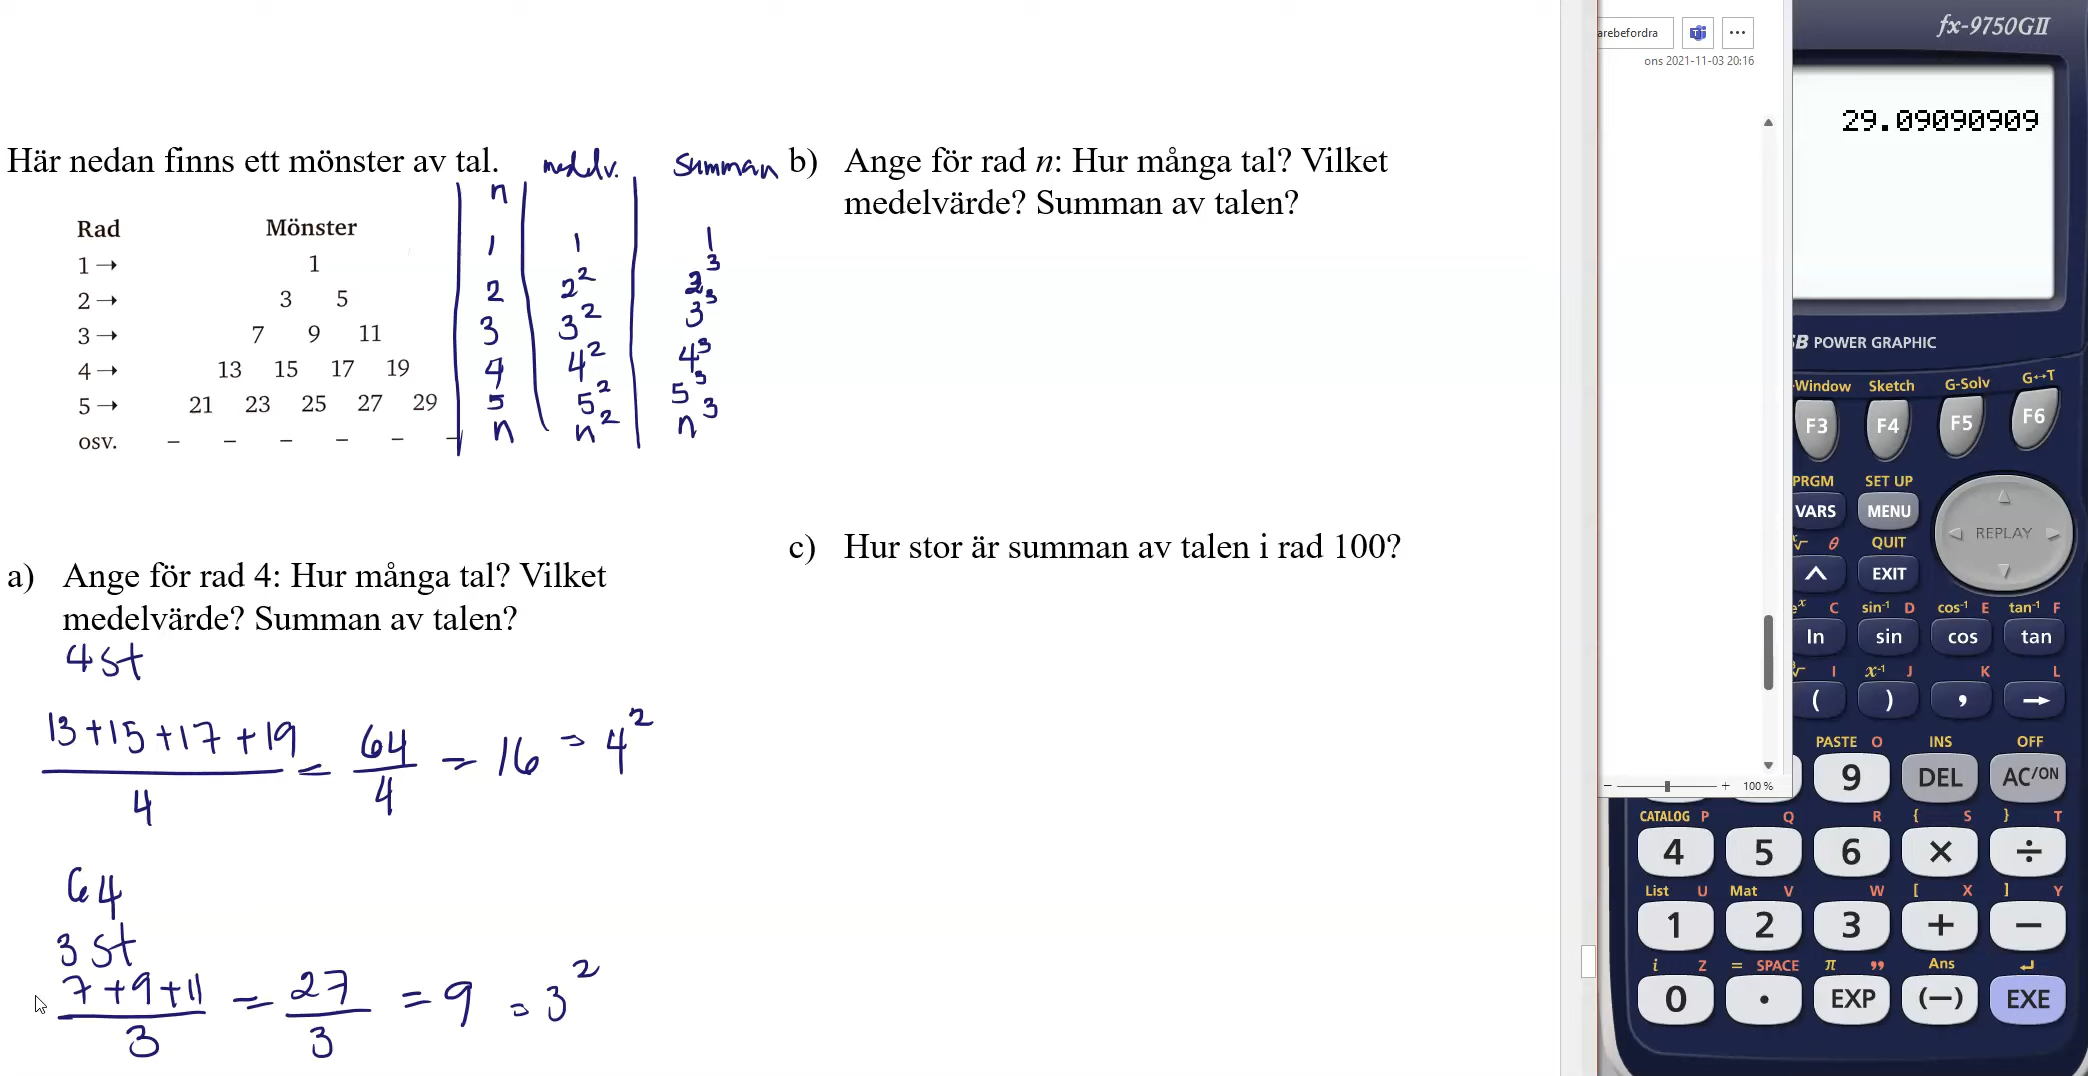 Här nedan finns ett mönster av tal.
Rad Mönster
1 → 1
2 → 3 5
3 → 7 9 11
4 → 13 15 17 19
5 → 21 23 25 27 29
osv. – – – – – –
n medelv. summan
1 1 1
2 2² 2³
3 3² 3³
4 4² 4³
5 5² 5³
n n² n³
a) Ange för rad 4: Hur många tal? Vilket
medelvärde? Summan av talen?
4 st
13+15+17+19 / 4 = 64 / 4 = 16 = 4²
64
3 st
7+9+11 / 3 = 27 / 3 = 9 = 3²
b) Ange för rad n: Hur många tal? Vilket
medelvärde? Summan av talen?
c) Hur stor är summan av talen i rad 100?
arebefordra ...
ons 2021-11-03 20:16
− + 100 %
fx-9750GII
29.09090909
POWER GRAPHIC
-Window Sketch G-Solv G↔T
F3 F4 F5 F6
PRGM SET UP
VARS MENU REPLAY
θ QUIT
^ EXIT
C sin⁻¹ D cos⁻¹ E tan⁻¹ F
ln sin cos tan
I x⁻¹ J K L
( ) , →
PASTE O INS OFF
9 DEL AC/ON
CATALOG P Q R { S } T
4 5 6 × ÷
List U Mat V W [ X ] Y
1 2 3 + −
i Z = SPACE π ” Ans ↵
0 . EXP (−) EXE